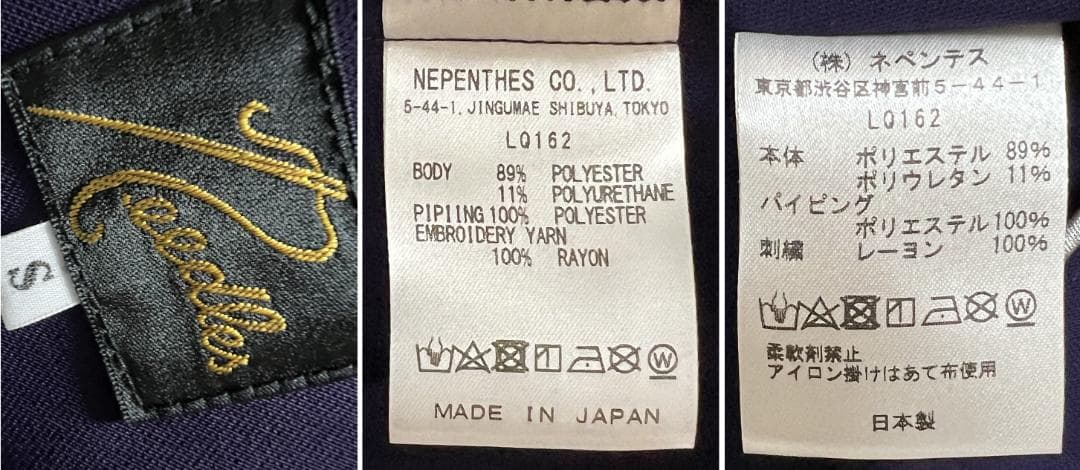 Needles
S
NEPENTHES CO.,LTD.
5-44-1, JINGUMAE SHIBUYA, TOKYO
LQ162
BODY 89% POLYESTER
11% POLYURETHANE
PIPIING 100% POLYESTER
EMBROIDERY YARN
100% RAYON
W
MADE IN JAPAN
(株) ネペンテス
東京都渋谷区神宮前5-44-1
LQ162
本体 ポリエステル 89%
ポリウレタン 11%
パイピング
ポリエステル 100%
刺繍 レーヨン 100%
W
柔軟剤禁止
アイロン掛けはあて布使用
日本製